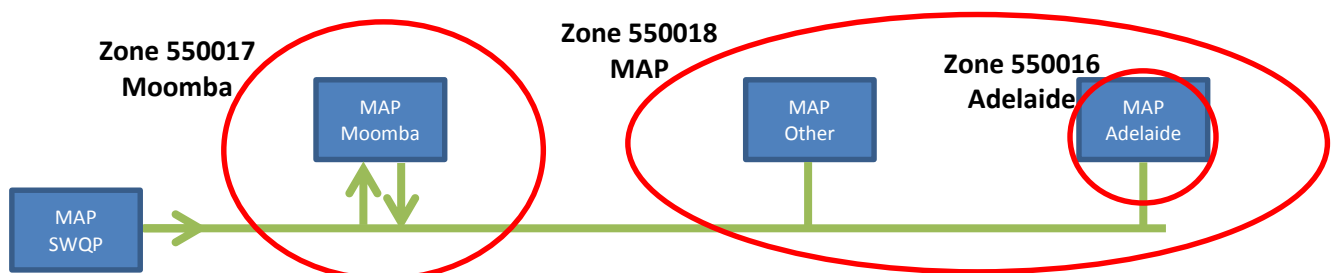 Zone 550017
Moomba
Zone 550018
MAP
Zone 550016
Adelaide
MAP
Moomba
MAP
Other
MAP
Adelaide
MAP
SWQP